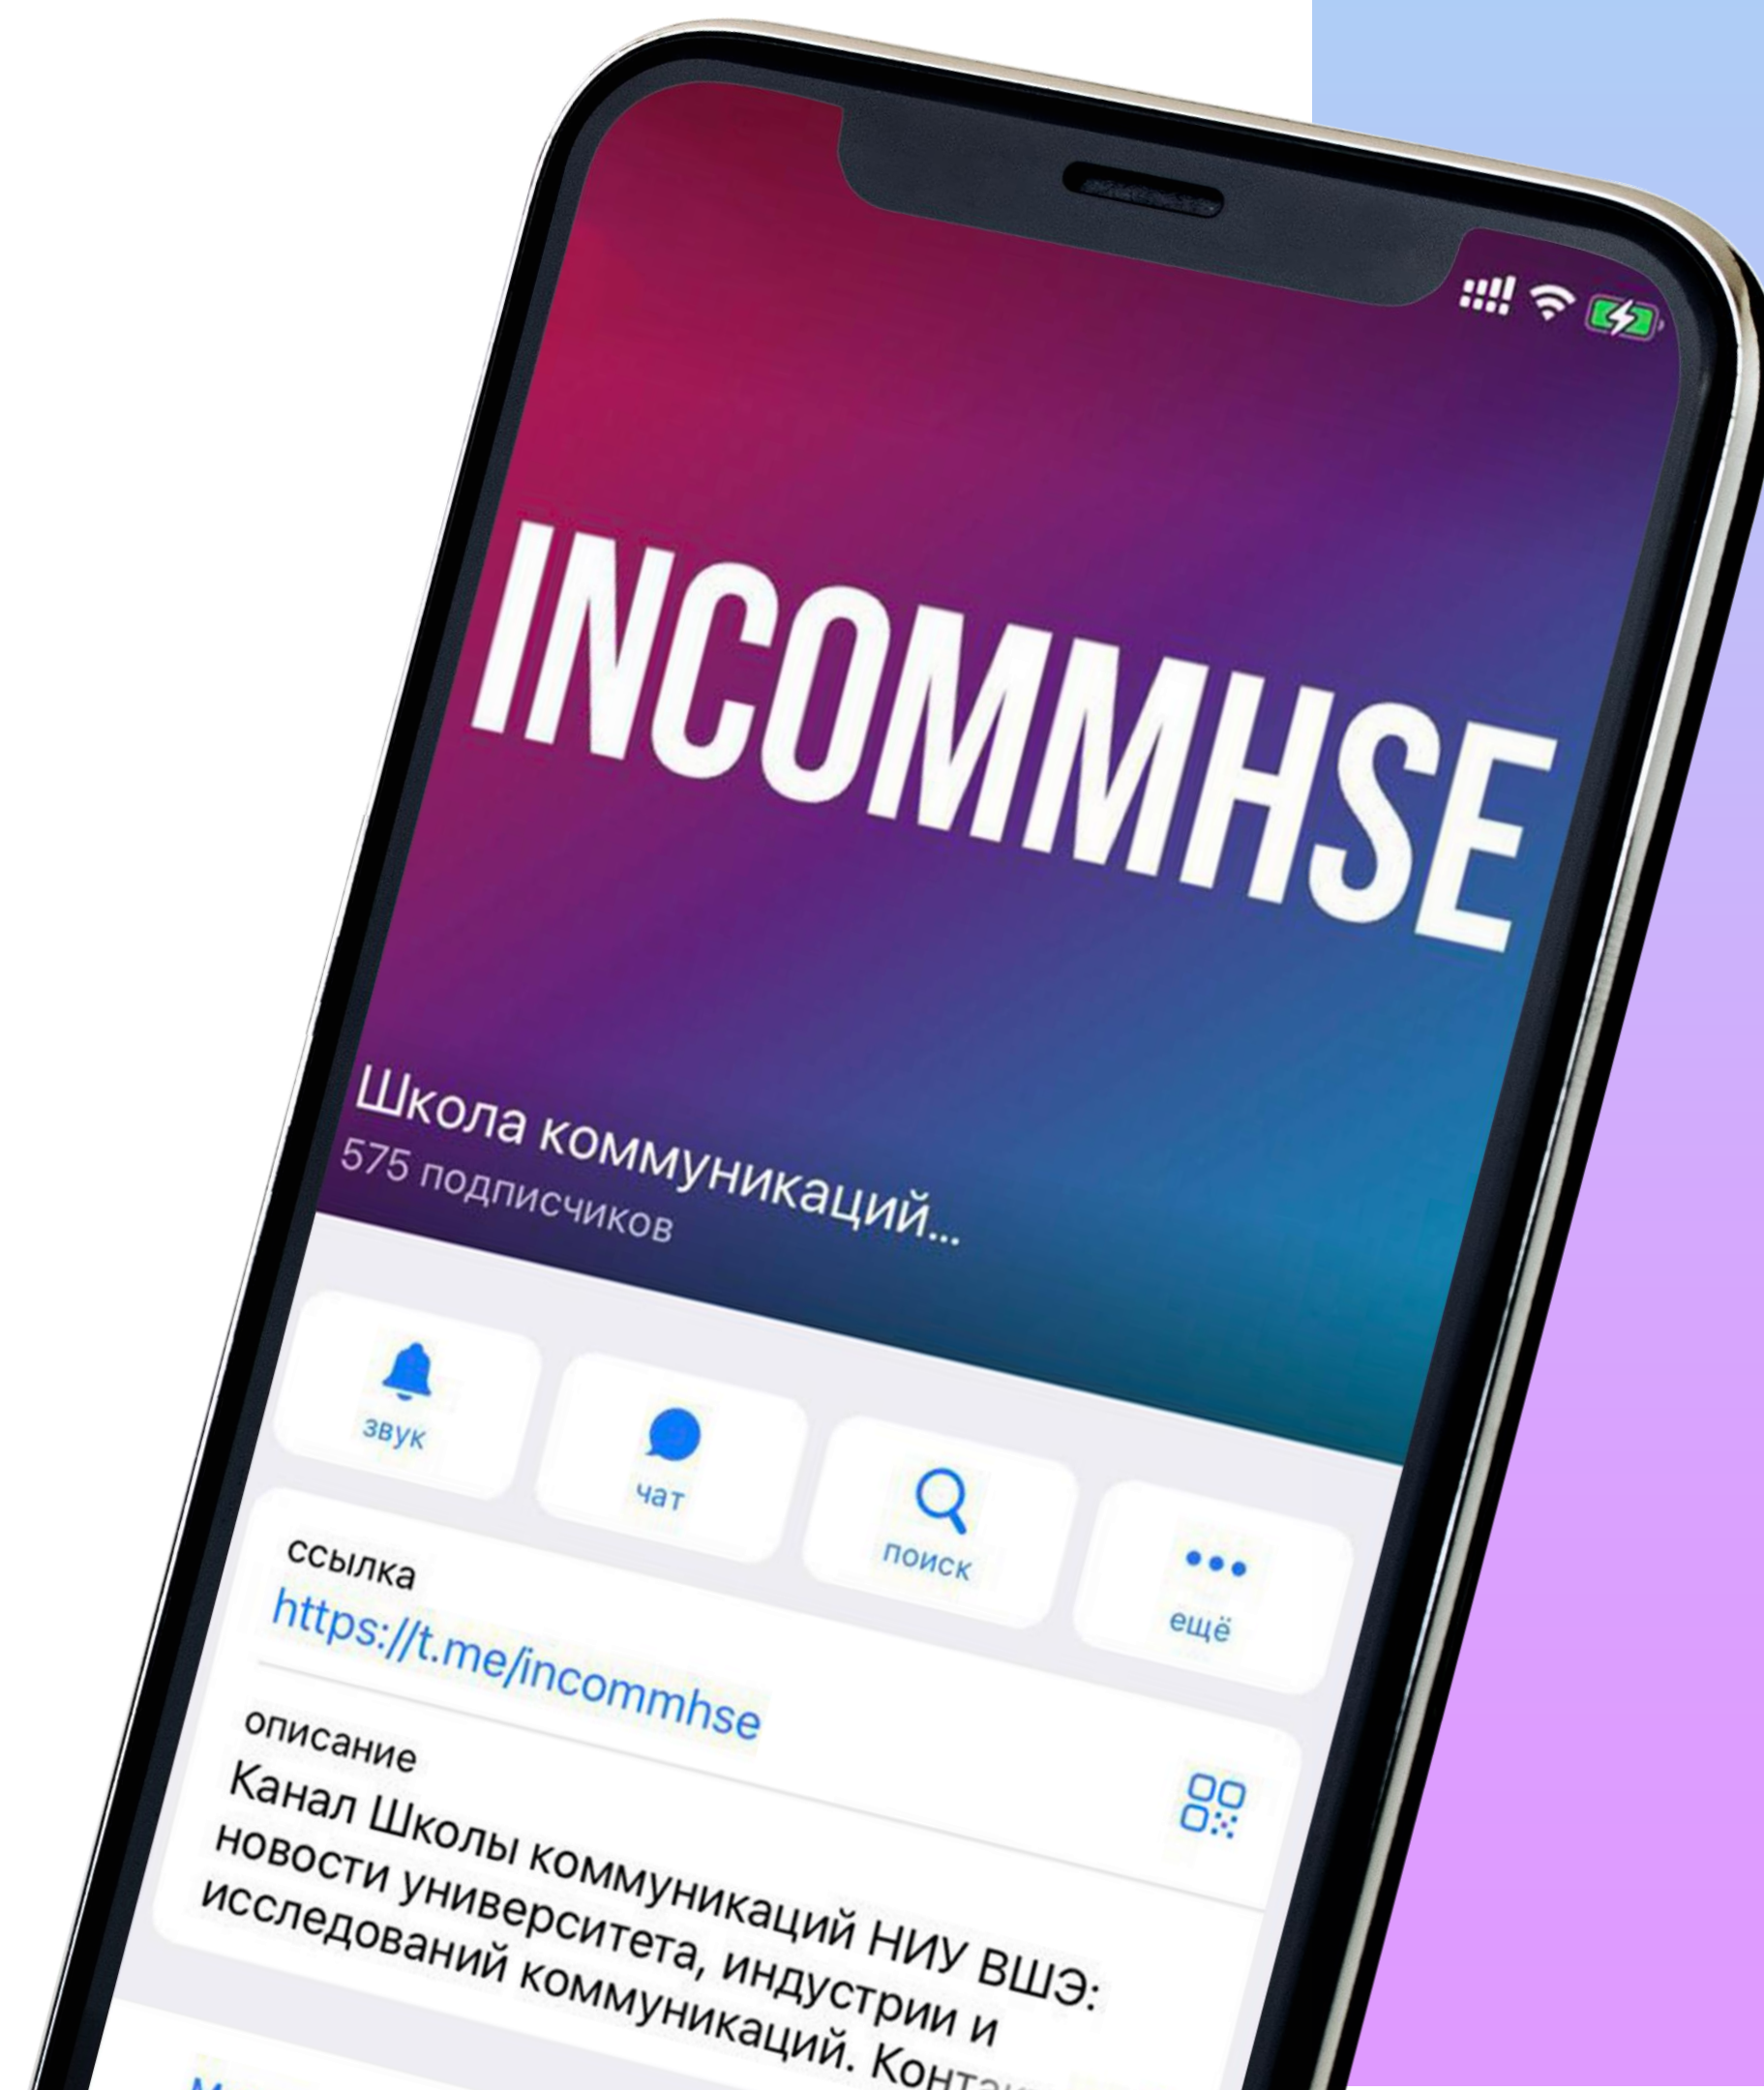 INCOMMHSE
Школа коммуникаций...
575 подписчиков
звук
чат
поиск
ещё
ссылка
https://t.me/incommhse
описание
Канал Школы коммуникаций НИУ ВШЭ:
новости университета, индустрии и
исследований коммуникаций.